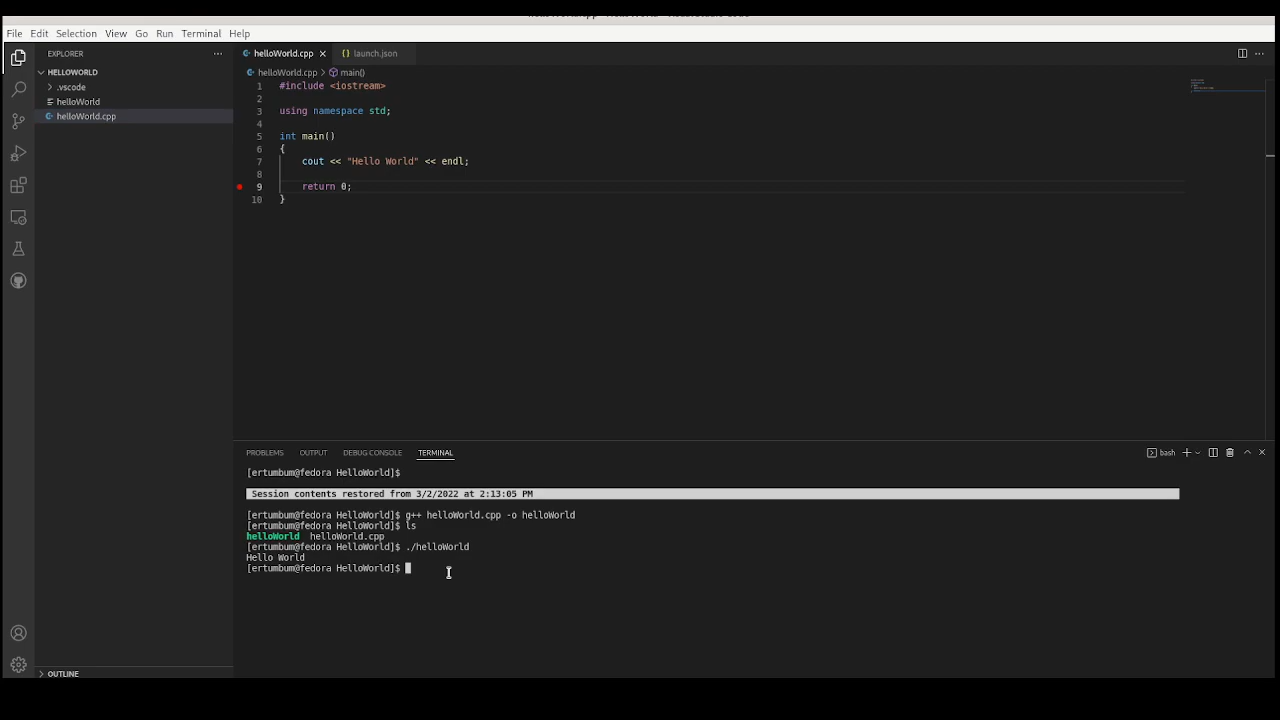 File Edit Selection View Go Run Terminal Help
EXPLORER
HELLOWORLD
.vscode
helloWorld
helloWorld.cpp
OUTLINE
helloWorld.cpp
launch.json
helloWorld.cpp > main()
1 #include <iostream>
2
3 using namespace std;
4
5 int main()
6 {
7 cout << "Hello World" << endl;
8
9 return 0;
10 }
PROBLEMS OUTPUT DEBUG CONSOLE TERMINAL
bash
[ertumbum@fedora HelloWorld]$
Session contents restored from 3/2/2022 at 2:13:05 PM
[ertumbum@fedora HelloWorld]$ g++ helloWorld.cpp -o helloWorld
[ertumbum@fedora HelloWorld]$ ls
helloWorld helloWorld.cpp
[ertumbum@fedora HelloWorld]$ ./helloWorld
Hello World
[ertumbum@fedora HelloWorld]$